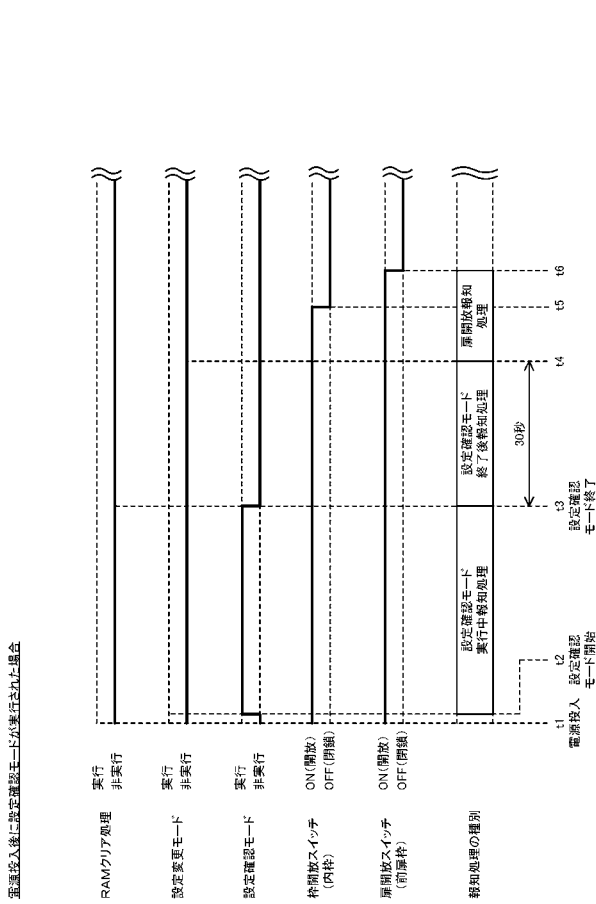 電源投入後に設定確認モードが実行された場合
RAMクリア処理
実行
非実行
設定変更モード
実行
非実行
設定確認モード
実行
非実行
枠開放スイッチ
(内枠)
ON(開放)
OFF(閉鎖)
扉開放スイッチ
(前扉枠)
ON(開放)
OFF(閉鎖)
報知処理の種別
設定確認モード
実行中報知処理
設定確認モード
終了後報知処理
扉開放報知
処理
30秒
t1
電源投入
t2
設定確認
モード開始
t3
設定確認
モード終了
t4
t5
t6